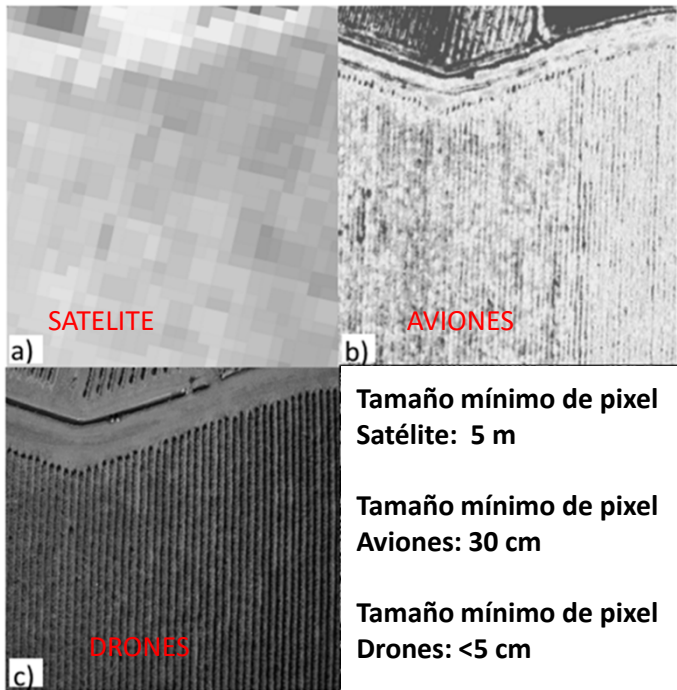 SATELITE
a)
AVIONES
b)
DRONES
c)
Tamaño mínimo de pixel
Satélite:  5 m
Tamaño mínimo de pixel
Aviones: 30 cm
Tamaño mínimo de pixel
Drones: <5 cm